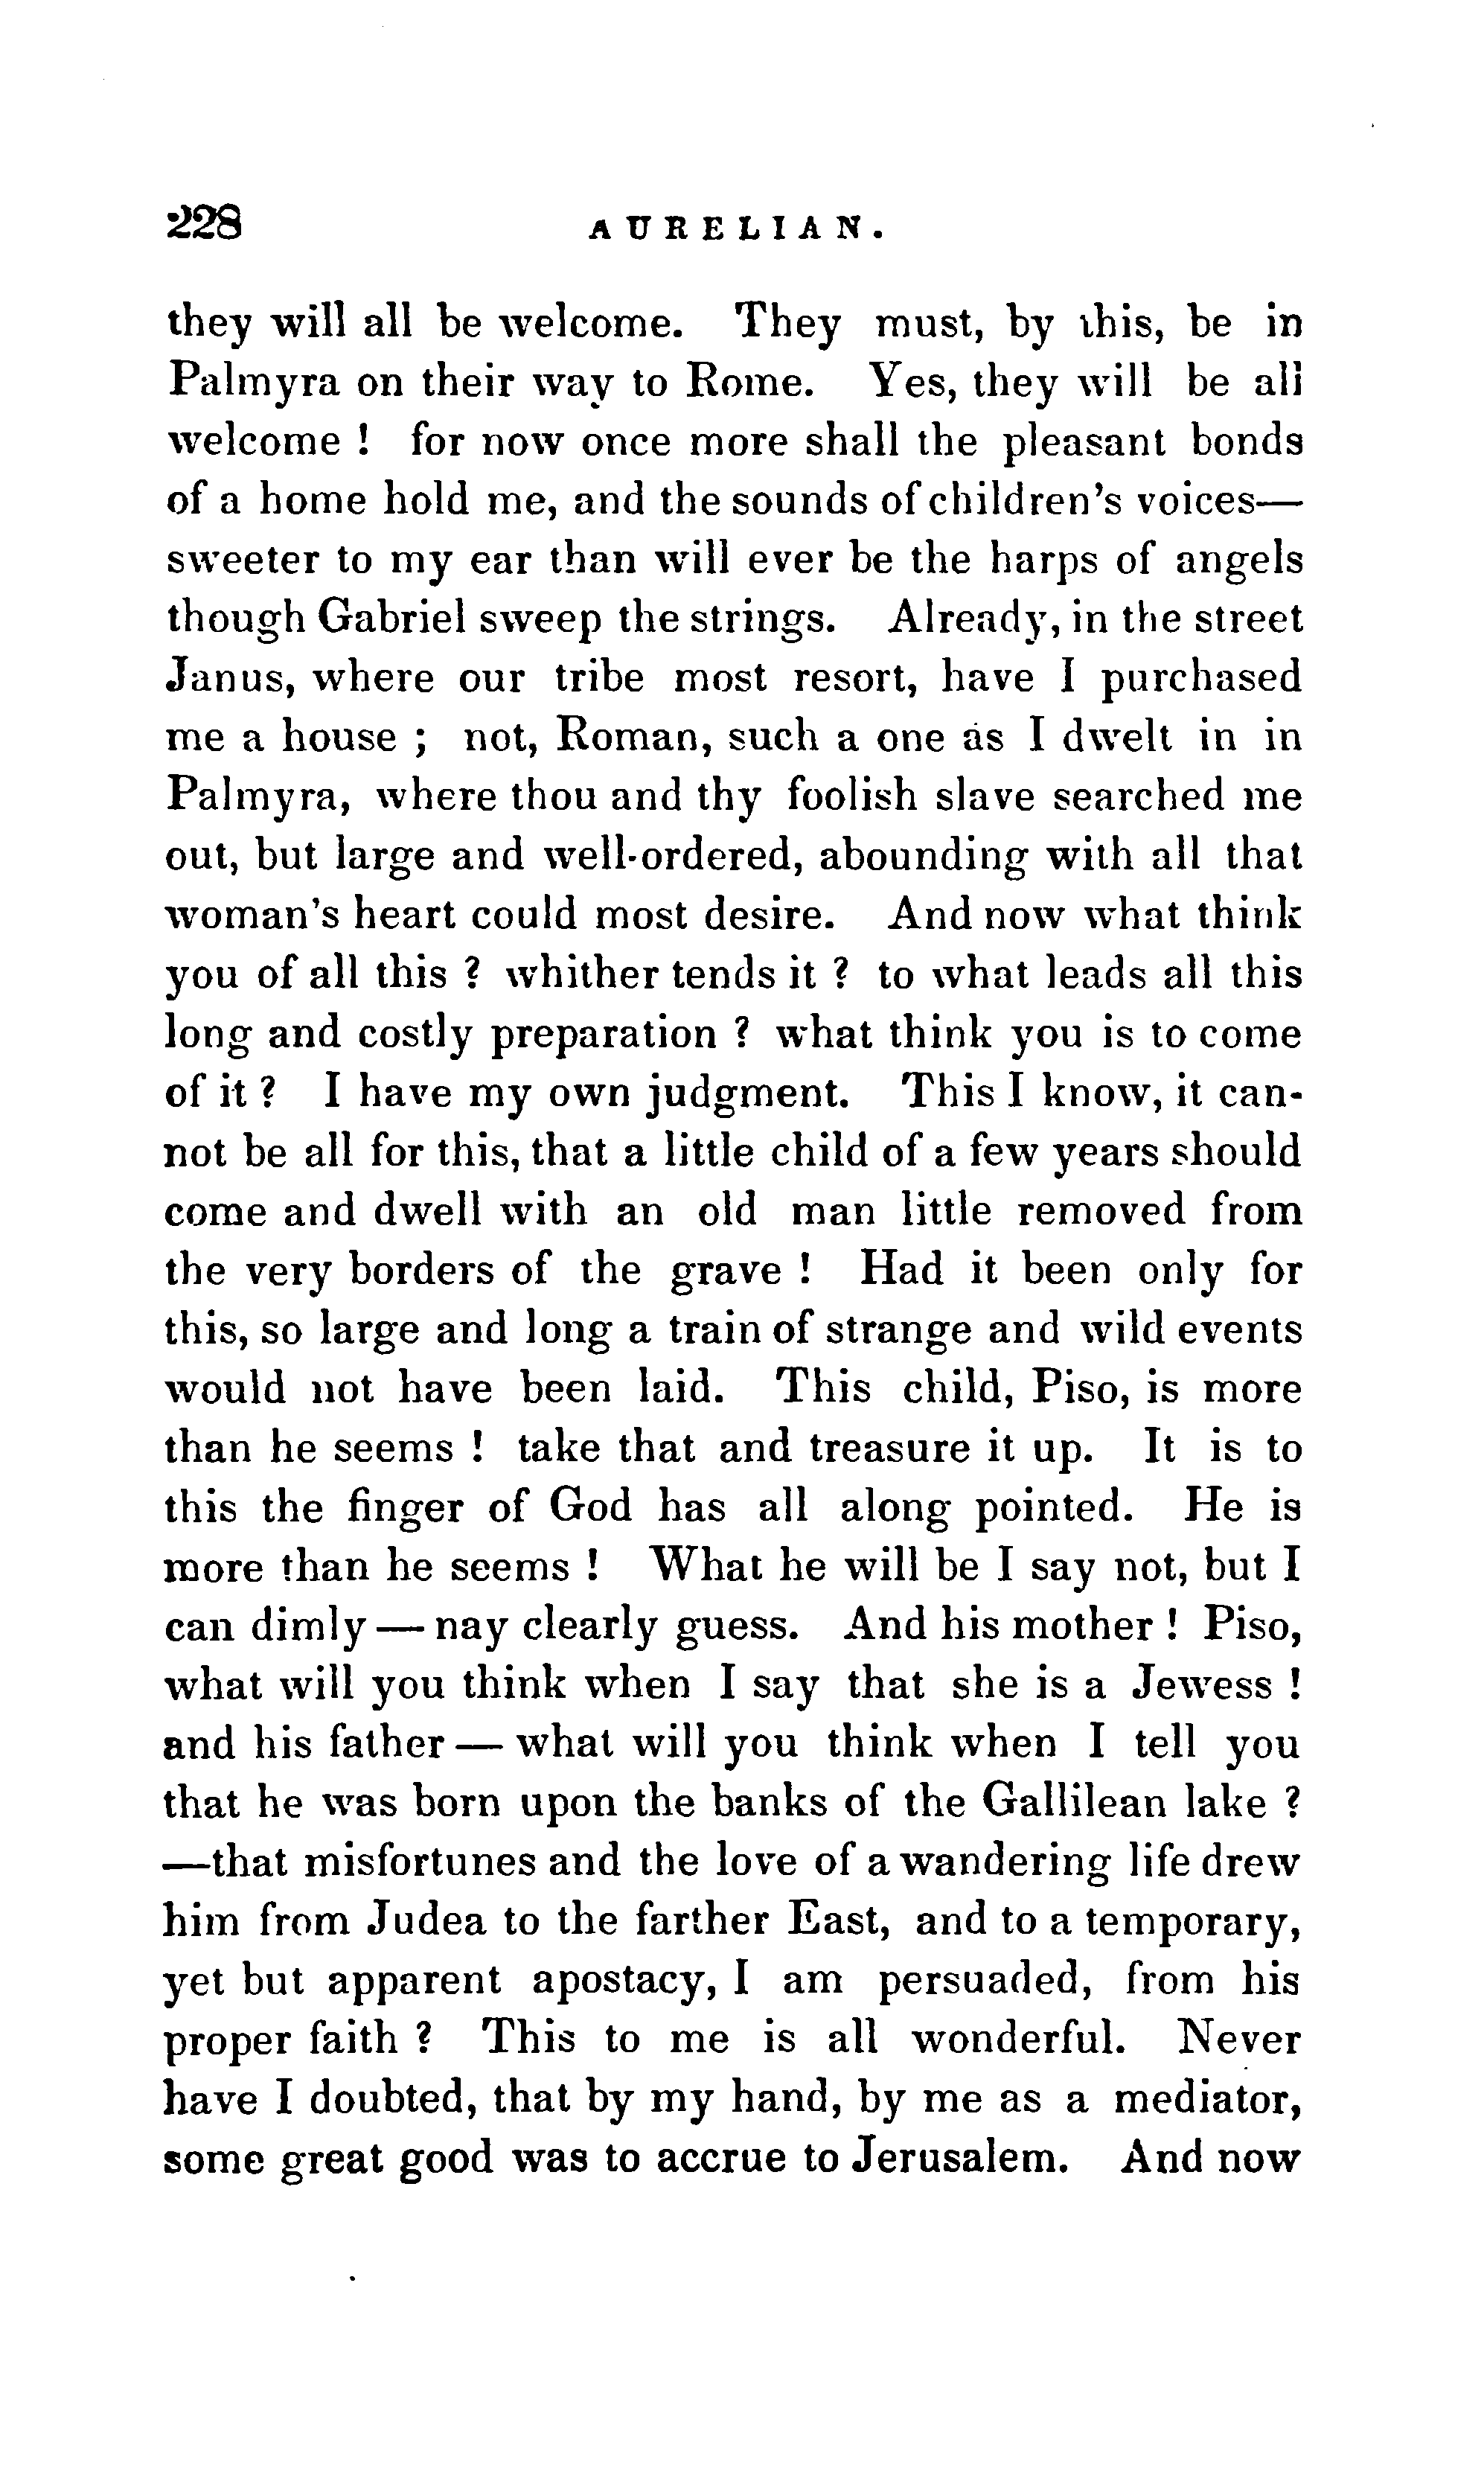 228 AURELIAN.
they will all be welcome. They must, by this, be in
Palmyra on their way to Rome. Yes, they will be all
welcome ! for now once more shall the pleasant bonds
of a home hold me, and the sounds of children's voices—
sweeter to my ear than will ever be the harps of angels
though Gabriel sweep the strings. Already, in the street
Janus, where our tribe most resort, have I purchased
me a house ; not, Roman, such a one as I dwelt in in
Palmyra, where thou and thy foolish slave searched me
out, but large and well-ordered, abounding with all that
woman's heart could most desire. And now what think
you of all this ? whither tends it ? to what leads all this
long and costly preparation ? what think you is to come
of it ? I have my own judgment. This I know, it can-
not be all for this, that a little child of a few years should
come and dwell with an old man little removed from
the very borders of the grave ! Had it been only for
this, so large and long a train of strange and wild events
would not have been laid. This child, Piso, is more
than he seems ! take that and treasure it up. It is to
this the finger of God has all along pointed. He is
more than he seems ! What he will be I say not, but I
can dimly — nay clearly guess. And his mother ! Piso,
what will you think when I say that she is a Jewess !
and his father — what will you think when I tell you
that he was born upon the banks of the Gallilean lake ?
—that misfortunes and the love of a wandering life drew
him from Judea to the farther East, and to a temporary,
yet but apparent apostacy, I am persuaded, from his
proper faith ? This to me is all wonderful. Never
have I doubted, that by my hand, by me as a mediator,
some great good was to accrue to Jerusalem. And now